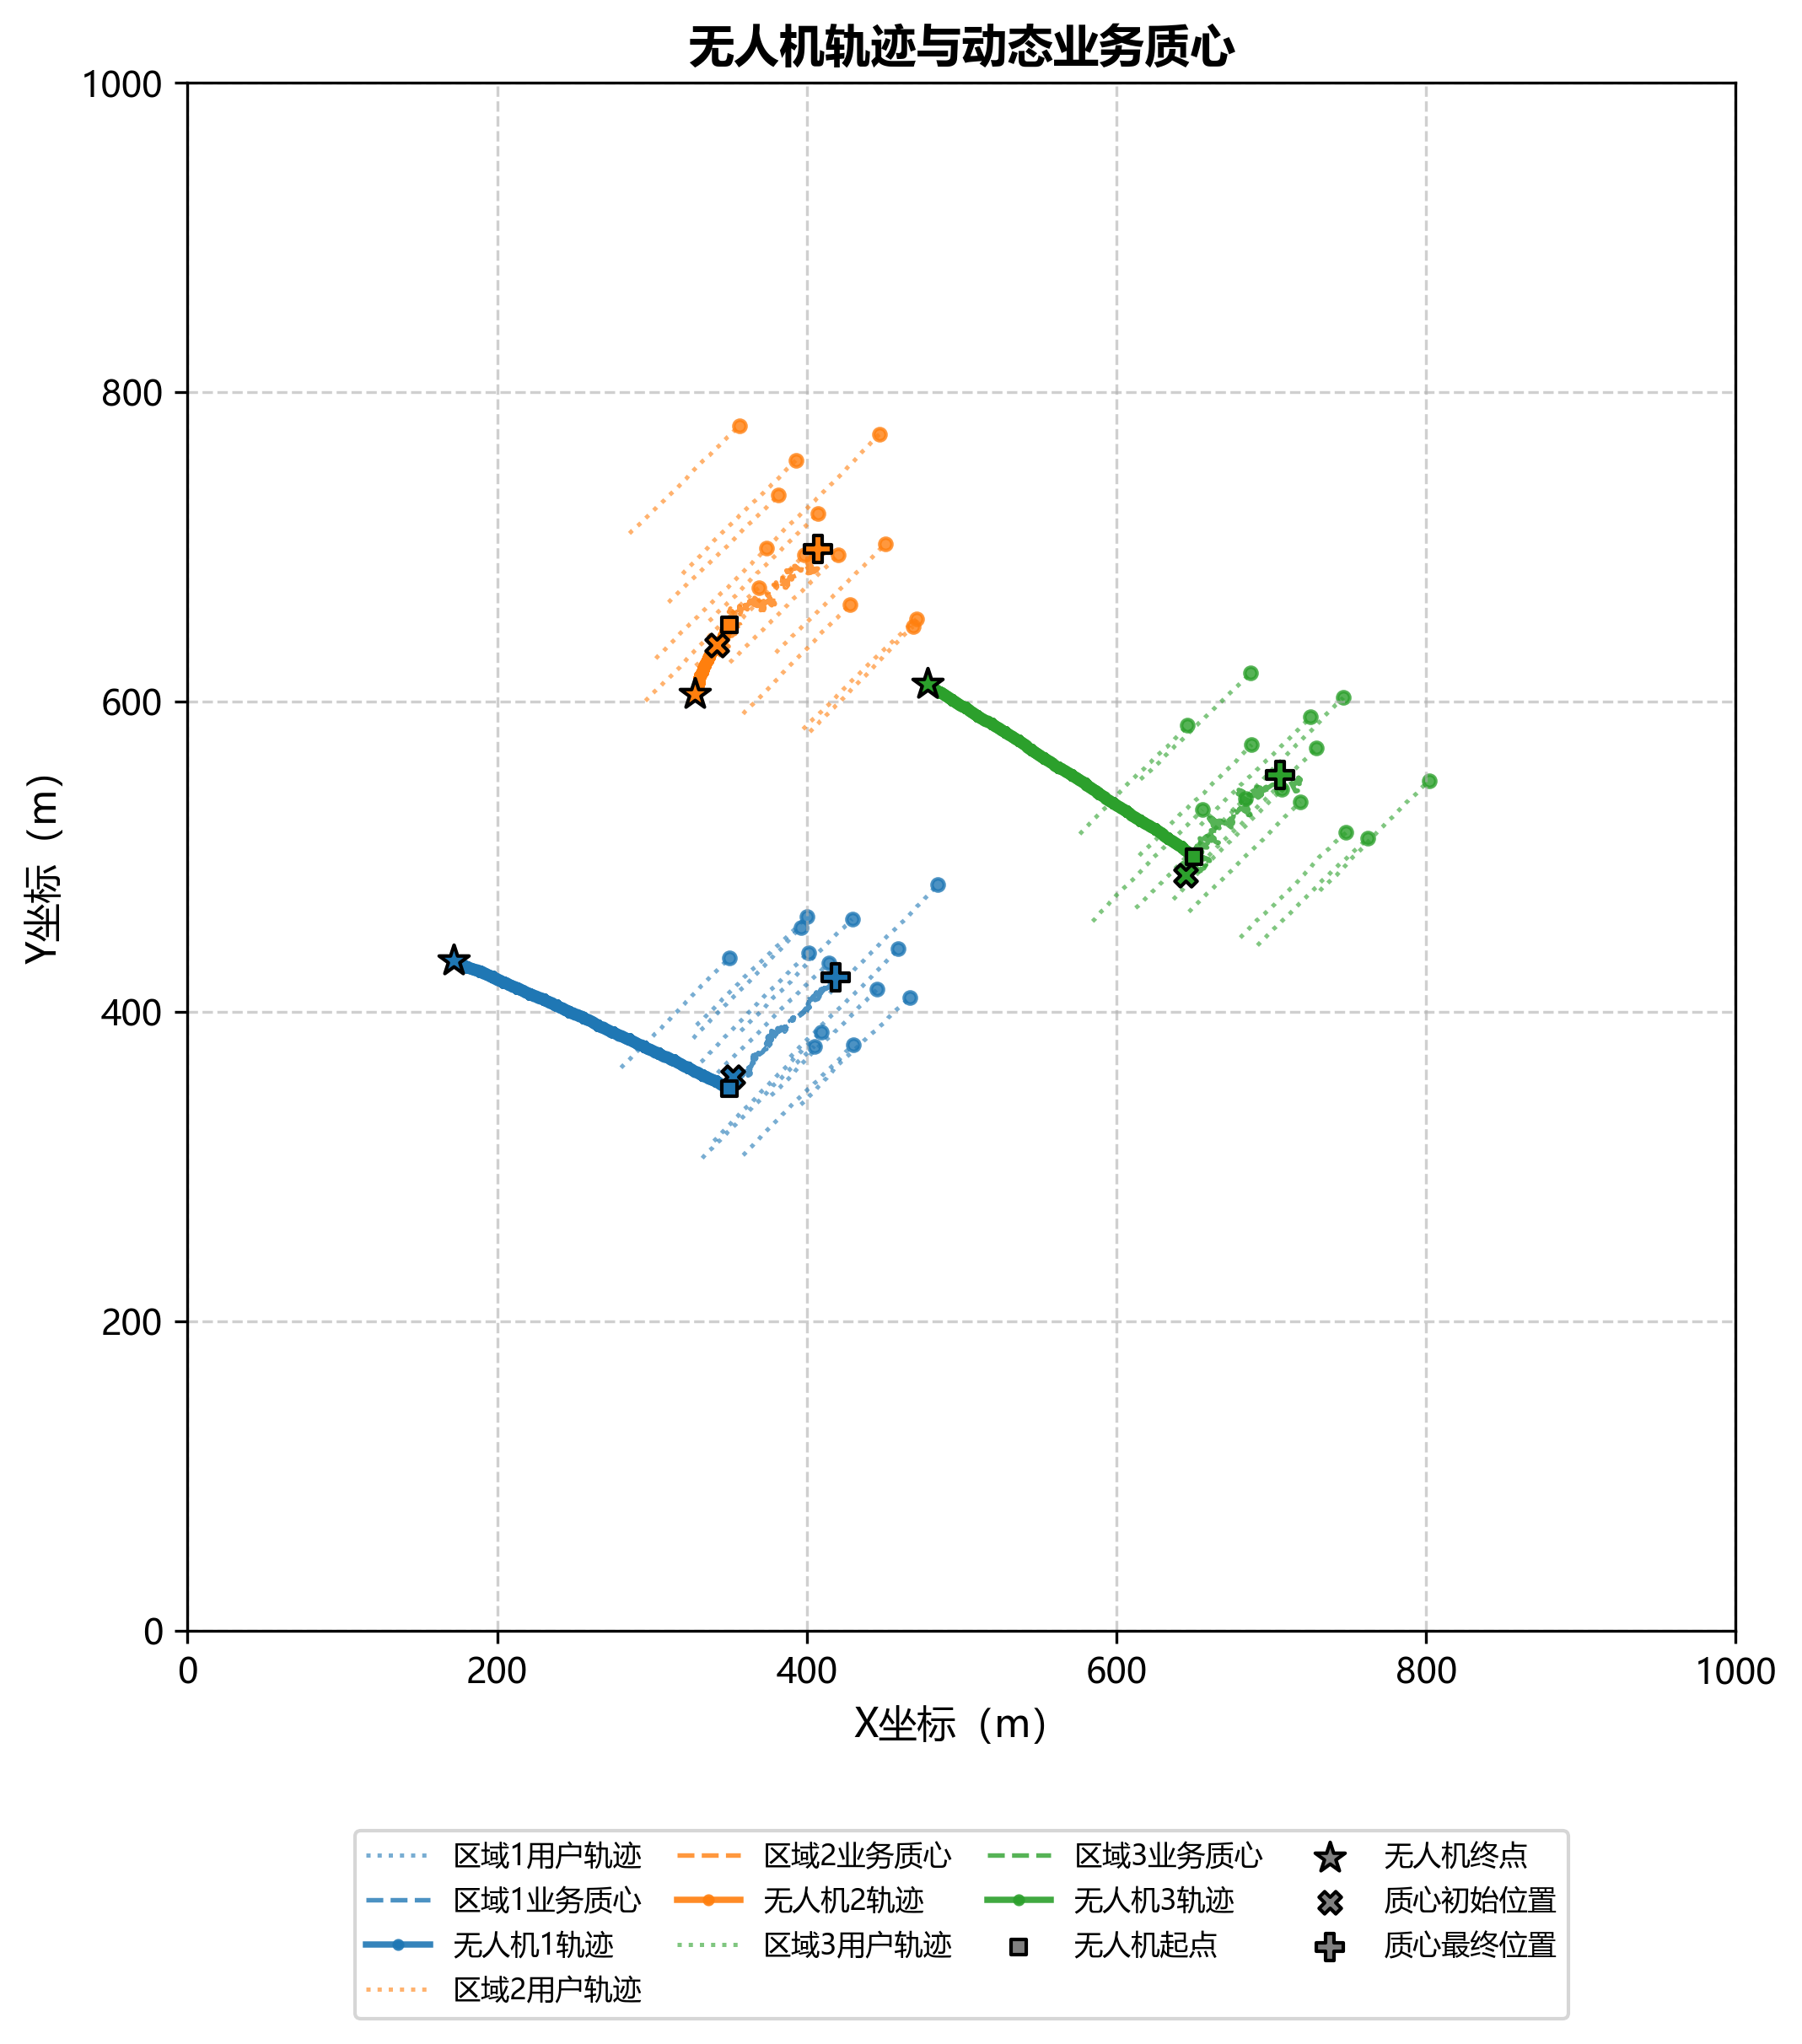 无人机轨迹与动态业务质心
1000
800
600
400
200
0
Y坐标（m）
0 200 400 600 800 1000
X坐标（m）
区域1用户轨迹 区域2业务质心 区域3业务质心 无人机终点
区域1业务质心 无人机2轨迹 无人机3轨迹 质心初始位置
无人机1轨迹 区域3用户轨迹 无人机起点 质心最终位置
区域2用户轨迹